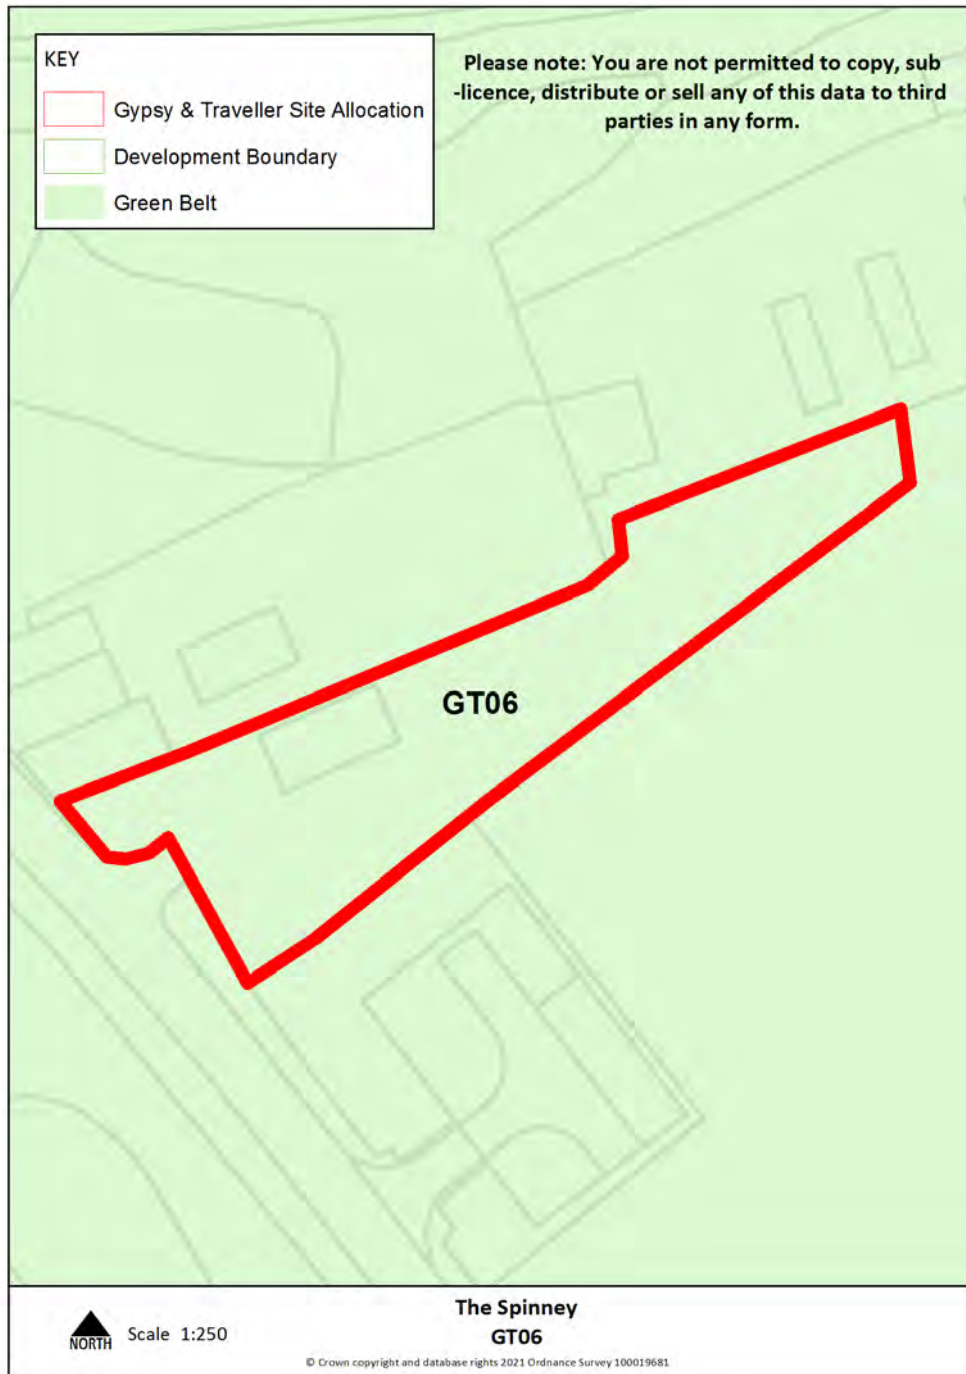 KEY
Gypsy & Traveller Site Allocation
Development Boundary
Green Belt
Please note: You are not permitted to copy, sub
-licence, distribute or sell any of this data to third
parties in any form.
GT06
NORTH
Scale 1:250
The Spinney
GT06
© Crown copyright and database rights 2021 Ordnance Survey 100019681